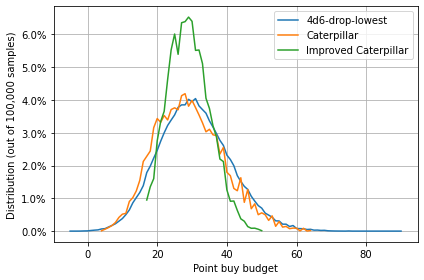 4d6-drop-lowest
Caterpillar
Improved Caterpillar
Distribution (out of 100,000 samples)
6.0%
5.0%
4.0%
3.0%
2.0%
1.0%
0.0%
0 20 40 60 80
Point buy budget